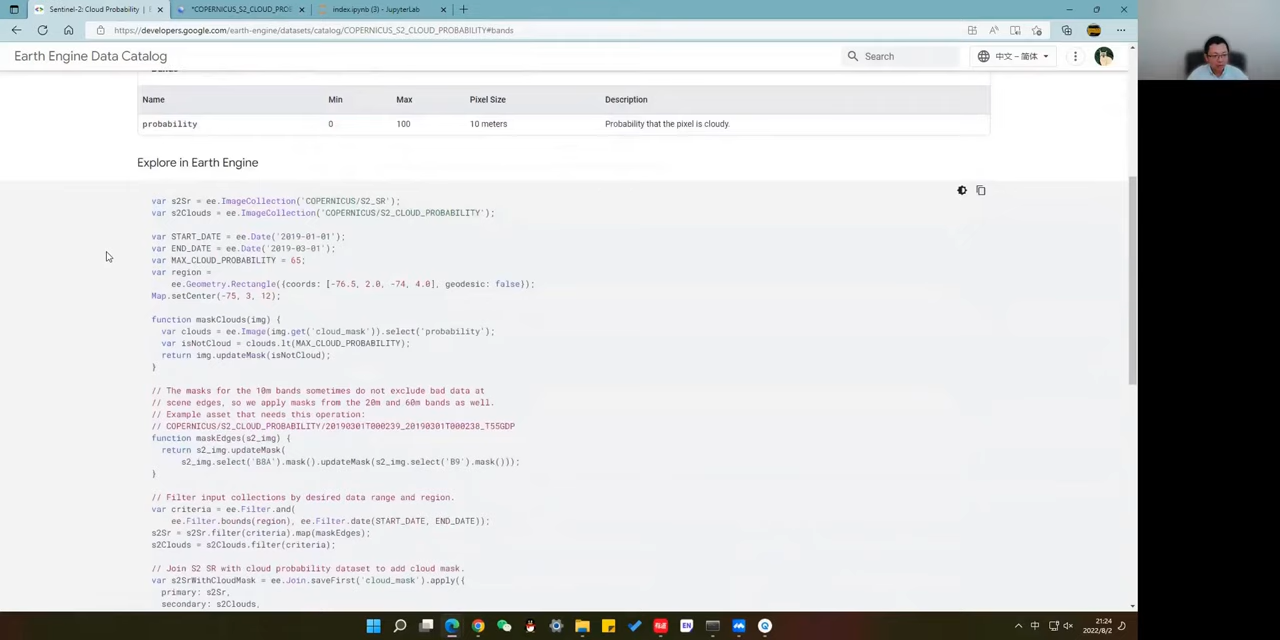 Sentinel-2: Cloud Probability |
*COPERNICUS_S2_CLOUD_PROB
index.ipynb (3) - JupyterLab
https://developers.google.com/earth-engine/datasets/catalog/COPERNICUS_S2_CLOUD_PROBABILITY#bands
Earth Engine Data Catalog
Search
中文 – 简体
Name Min Max Pixel Size Description
probability 0 100 10 meters Probability that the pixel is cloudy.
Explore in Earth Engine
var s2Sr = ee.ImageCollection('COPERNICUS/S2_SR');
var s2Clouds = ee.ImageCollection('COPERNICUS/S2_CLOUD_PROBABILITY');
var START_DATE = ee.Date('2019-01-01');
var END_DATE = ee.Date('2019-03-01');
var MAX_CLOUD_PROBABILITY = 65;
var region =
ee.Geometry.Rectangle({coords: [-76.5, 2.0, -74, 4.0], geodesic: false});
Map.setCenter(-75, 3, 12);
function maskClouds(img) {
var clouds = ee.Image(img.get('cloud_mask')).select('probability');
var isNotCloud = clouds.lt(MAX_CLOUD_PROBABILITY);
return img.updateMask(isNotCloud);
}
// The masks for the 10m bands sometimes do not exclude bad data at
// scene edges, so we apply masks from the 20m and 60m bands as well.
// Example asset that needs this operation:
// COPERNICUS/S2_CLOUD_PROBABILITY/20190301T000239_20190301T000238_T55GDP
function maskEdges(s2_img) {
return s2_img.updateMask(
s2_img.select('B8A').mask().updateMask(s2_img.select('B9').mask()));
}
// Filter input collections by desired data range and region.
var criteria = ee.Filter.and(
ee.Filter.bounds(region), ee.Filter.date(START_DATE, END_DATE));
s2Sr = s2Sr.filter(criteria).map(maskEdges);
s2Clouds = s2Clouds.filter(criteria);
// Join S2 SR with cloud probability dataset to add cloud mask.
var s2SrWithCloudMask = ee.Join.saveFirst('cloud_mask').apply({
primary: s2Sr,
secondary: s2Clouds,
EN
中
21:24
2022/8/2